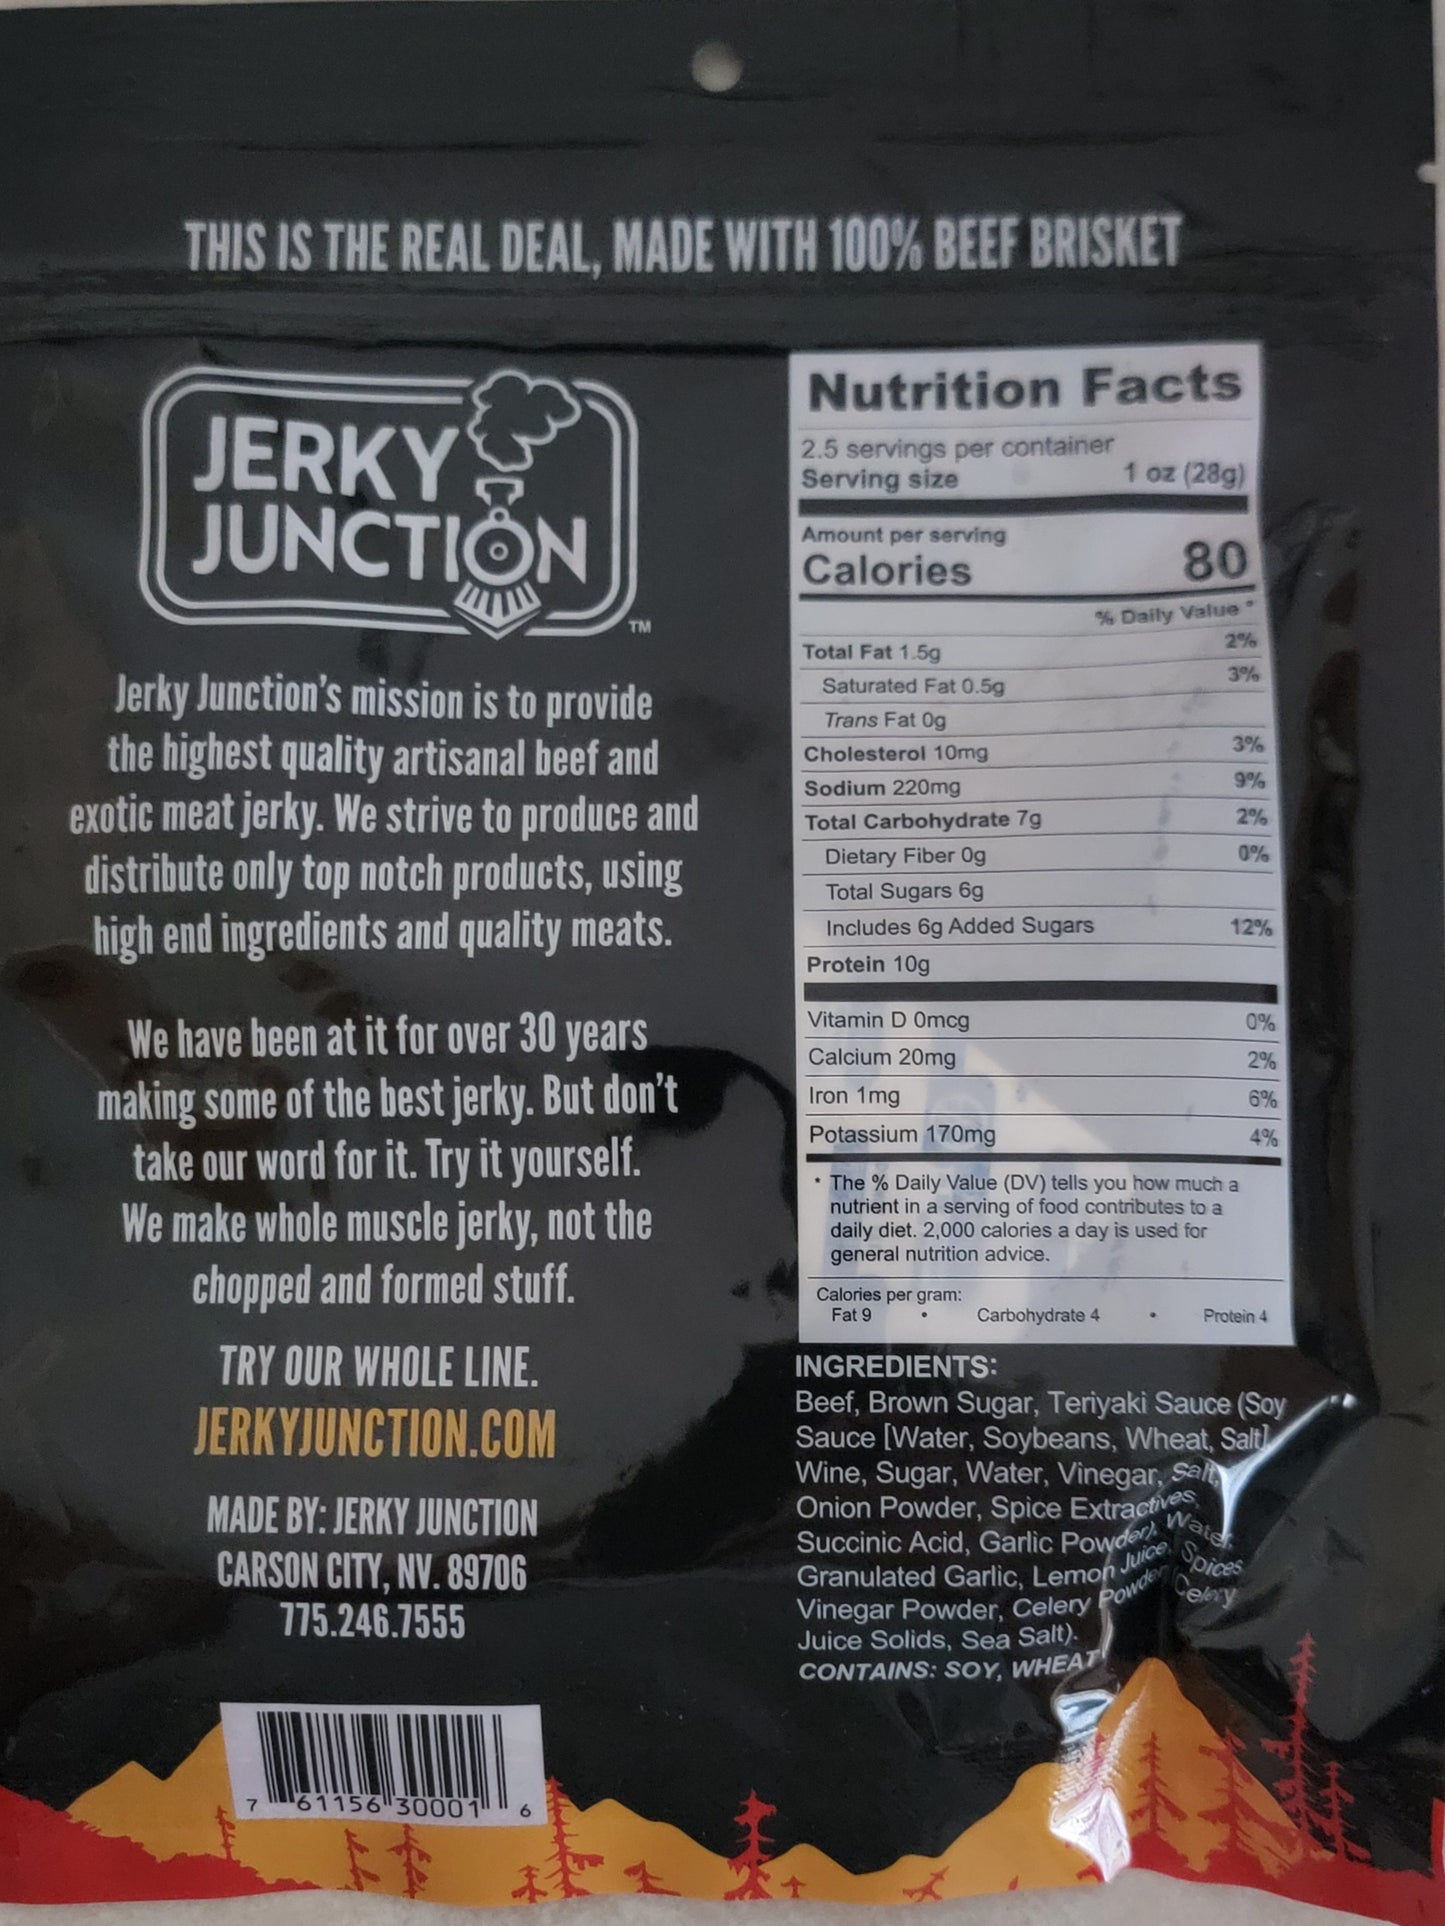 THIS IS THE REAL DEAL, MADE WITH 100% BEEF BRISKET
JERKY
JUNCTION
TM
Jerky Junction's mission is to provide
the highest quality artisanal beef and
exotic meat jerky. We strive to produce and
distribute only top notch products, using
high end ingredients and quality meats.
We have been at it for over 30 years
making some of the best jerky. But don't
take our word for it. Try it yourself.
We make whole muscle jerky, not the
chopped and formed stuff.
TRY OUR WHOLE LINE.
JERKYJUNCTION.COM
MADE BY: JERKY JUNCTION
CARSON CITY, NV. 89706
775.246.7555
7 61156 30001 6
Nutrition Facts
2.5 servings per container
Serving size 1 oz (28g)
Amount per serving
Calories 80
% Daily Value *
Total Fat 1.5g 2%
Saturated Fat 0.5g 3%
Trans Fat 0g
Cholesterol 10mg 3%
Sodium 220mg 9%
Total Carbohydrate 7g 2%
Dietary Fiber 0g 0%
Total Sugars 6g
Includes 6g Added Sugars 12%
Protein 10g
Vitamin D 0mcg 0%
Calcium 20mg 2%
Iron 1mg 6%
Potassium 170mg 4%
* The % Daily Value (DV) tells you how much a
nutrient in a serving of food contributes to a
daily diet. 2,000 calories a day is used for
general nutrition advice.
Calories per gram:
Fat 9 • Carbohydrate 4 • Protein 4
INGREDIENTS:
Beef, Brown Sugar, Teriyaki Sauce (Soy
Sauce [Water, Soybeans, Wheat, Salt],
Wine, Sugar, Water, Vinegar, Salt,
Onion Powder, Spice Extractives,
Succinic Acid, Garlic Powder), Water,
Granulated Garlic, Lemon Juice, Spices
Vinegar Powder, Celery Powder Celery
Juice Solids, Sea Salt).
CONTAINS: SOY, WHEAT